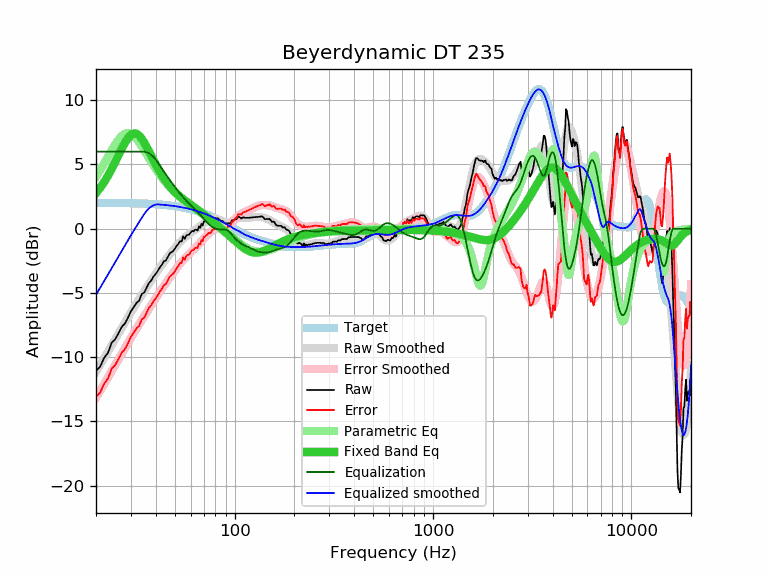 Beyerdynamic DT 235
Amplitude (dBr)
10
5
0
−5
−10
−15
−20
Target
Raw Smoothed
Error Smoothed
Raw
Error
Parametric Eq
Fixed Band Eq
Equalization
Equalized smoothed
100 1000 10000
Frequency (Hz)